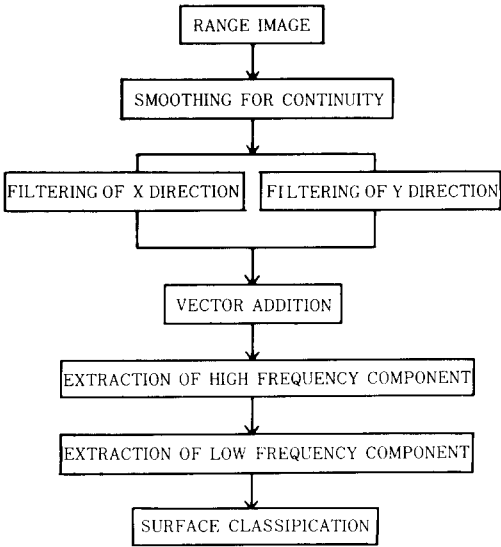 RANGE IMAGE
SMOOTHING FOR CONTINUITY
FILTERING OF X DIRECTION
FILTERING OF Y DIRECTION
VECTOR ADDITION
EXTRACTION OF HIGH FREQUENCY COMPONENT
EXTRACTION OF LOW FREQUENCY COMPONENT
SURFACE CLASSIPICATION